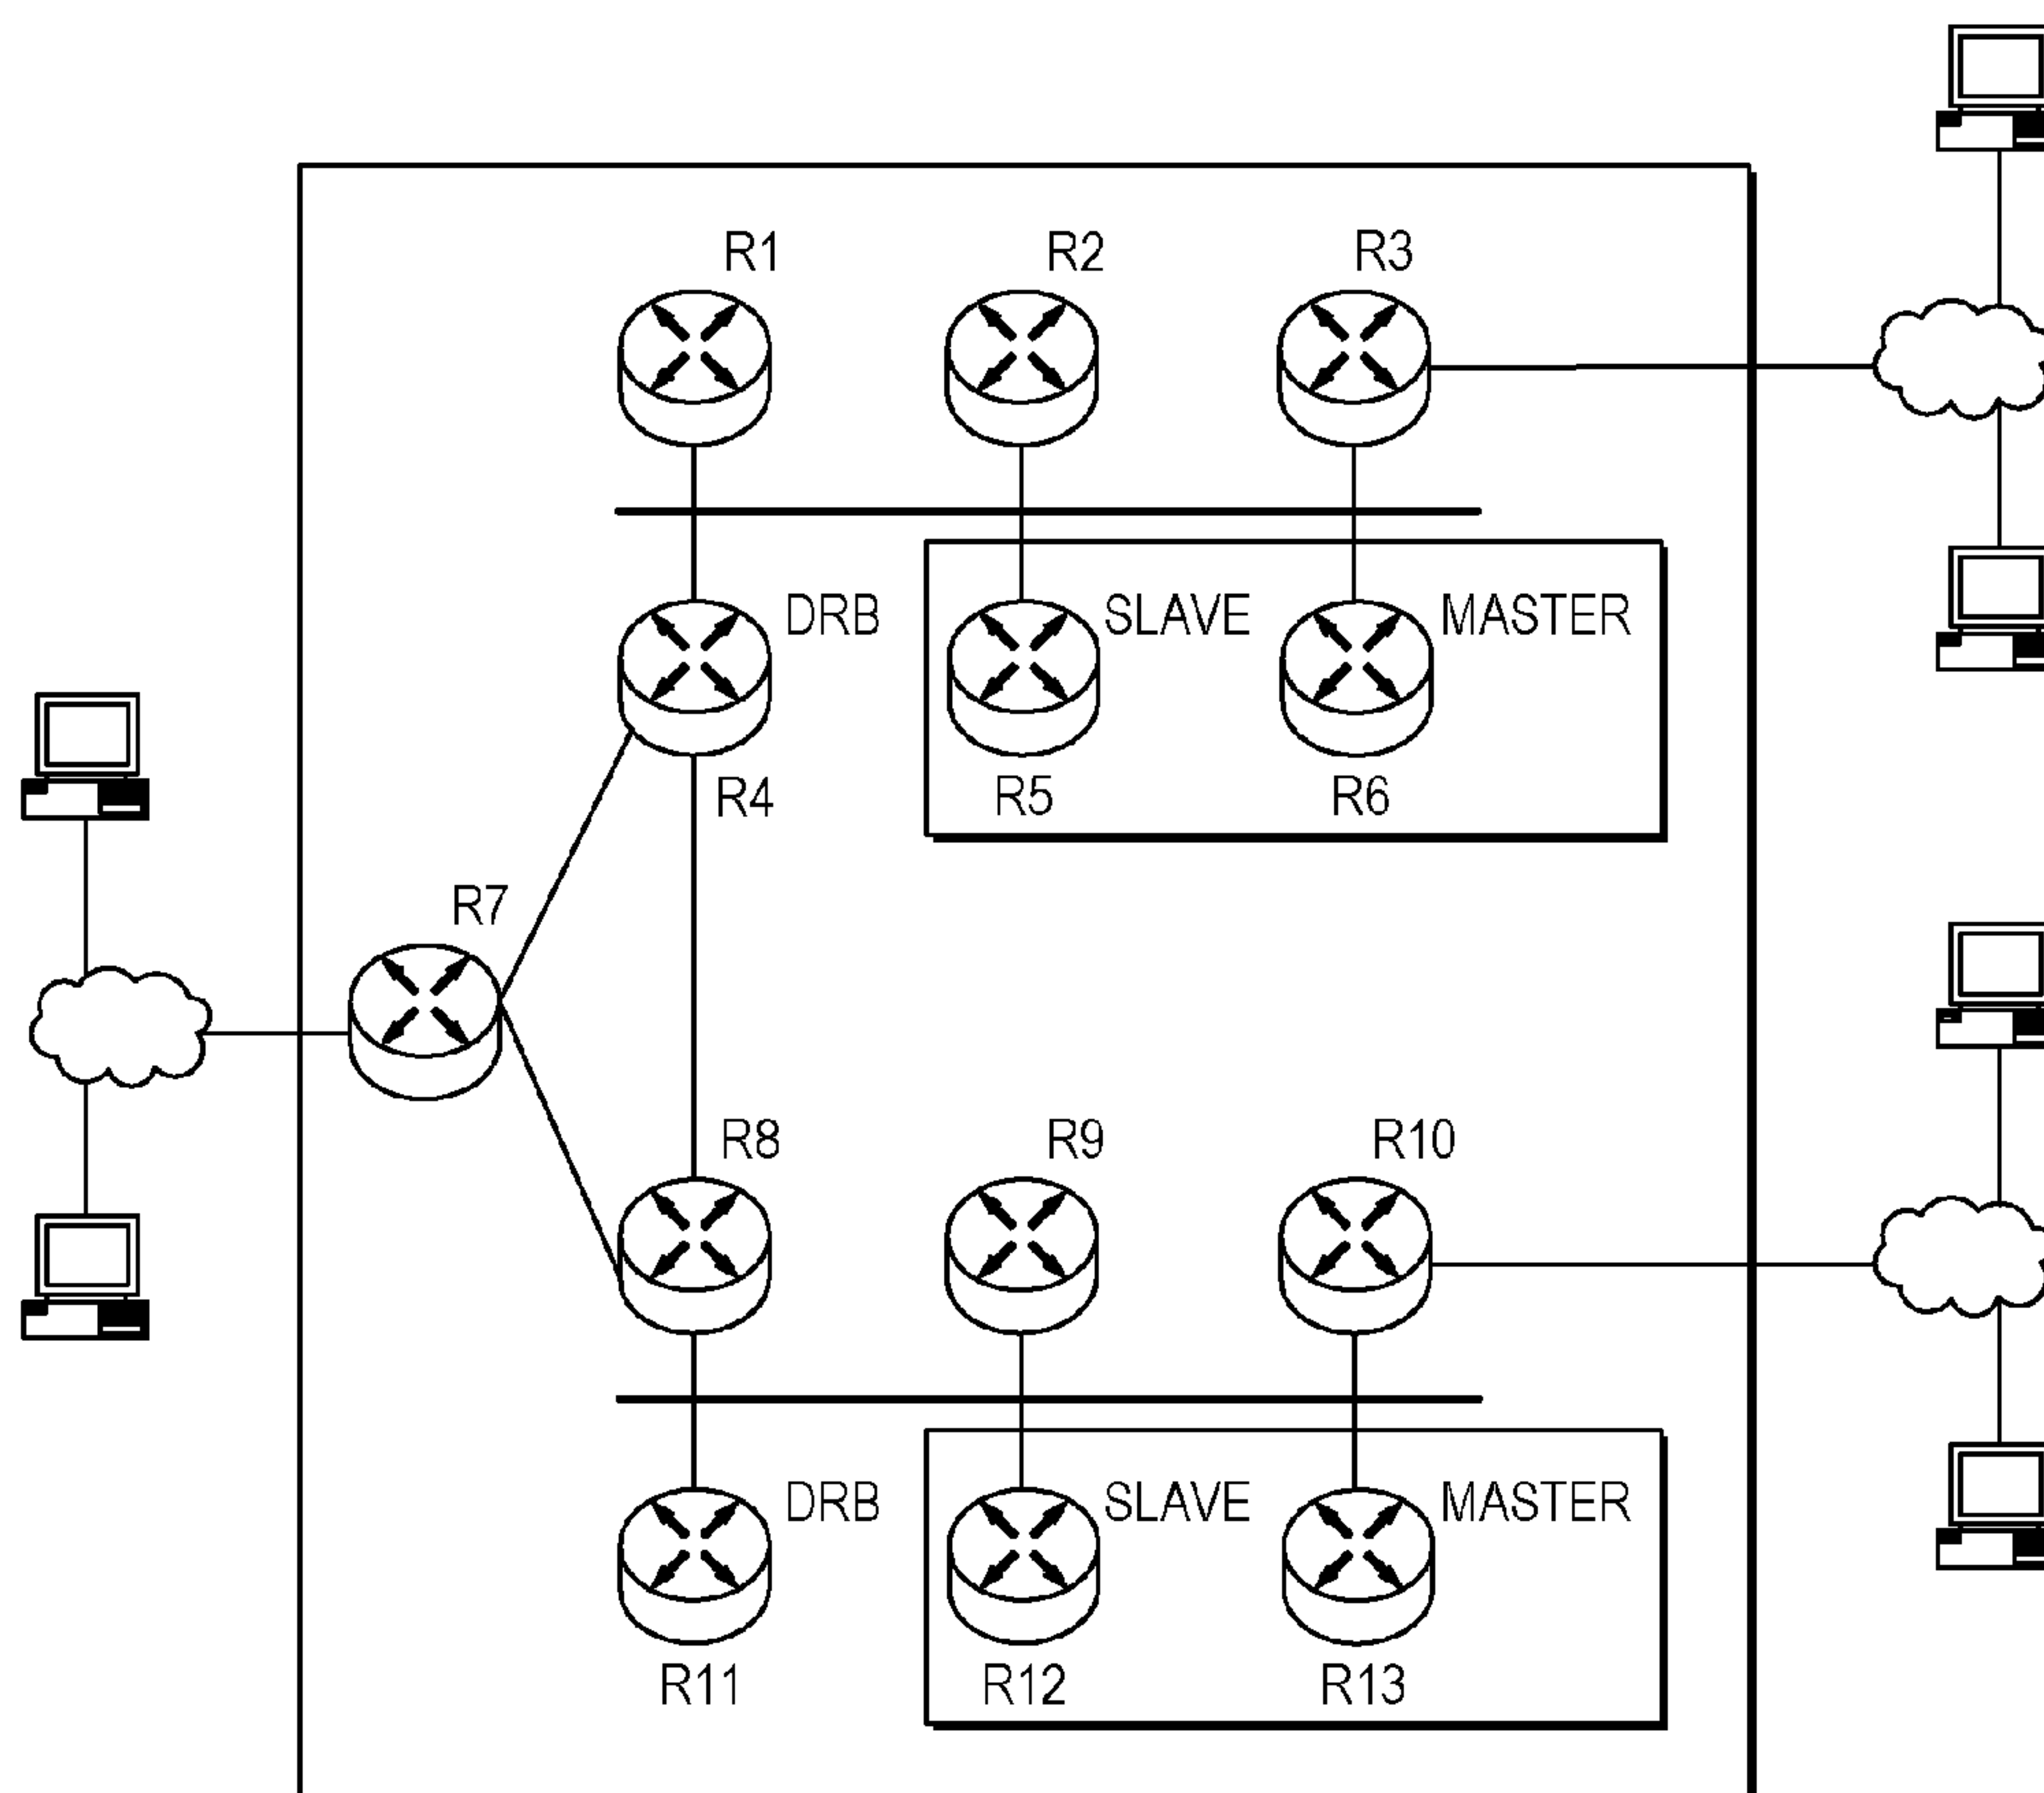 R1 R2 R3
DRB SLAVE MASTER
R4 R5 R6
R7
R8 R9 R10
DRB SLAVE MASTER
R11 R12 R13